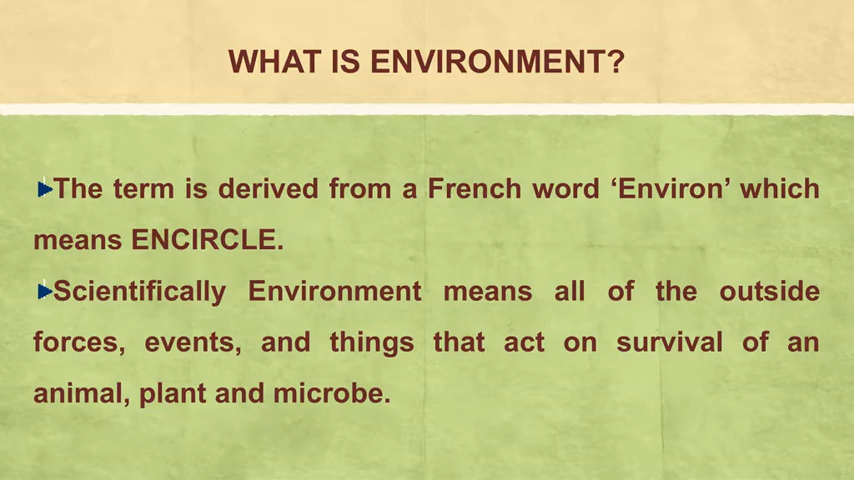 WHAT IS ENVIRONMENT?
The term is derived from a French word ‘Environ’ which
means ENCIRCLE.
Scientifically Environment means all of the outside
forces, events, and things that act on survival of an
animal, plant and microbe.